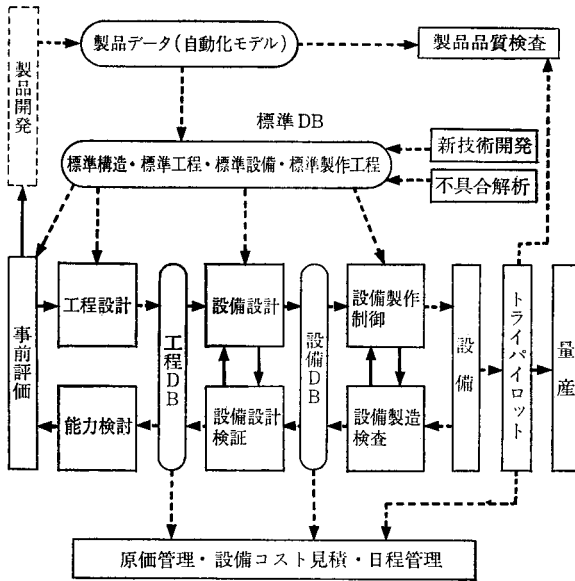 製品データ(自動化モデル)
製品品質検査
製品開発
標準DB
標準構造・標準工程・標準設備・標準製作工程
新技術開発
不具合解析
事前評価
工程設計
工程DB
設備設計
設備DB
設備製作
制御
設備
トライパイロット
量産
能力検討
設備設計
検証
設備製造
検査
原価管理・設備コスト見積・日程管理